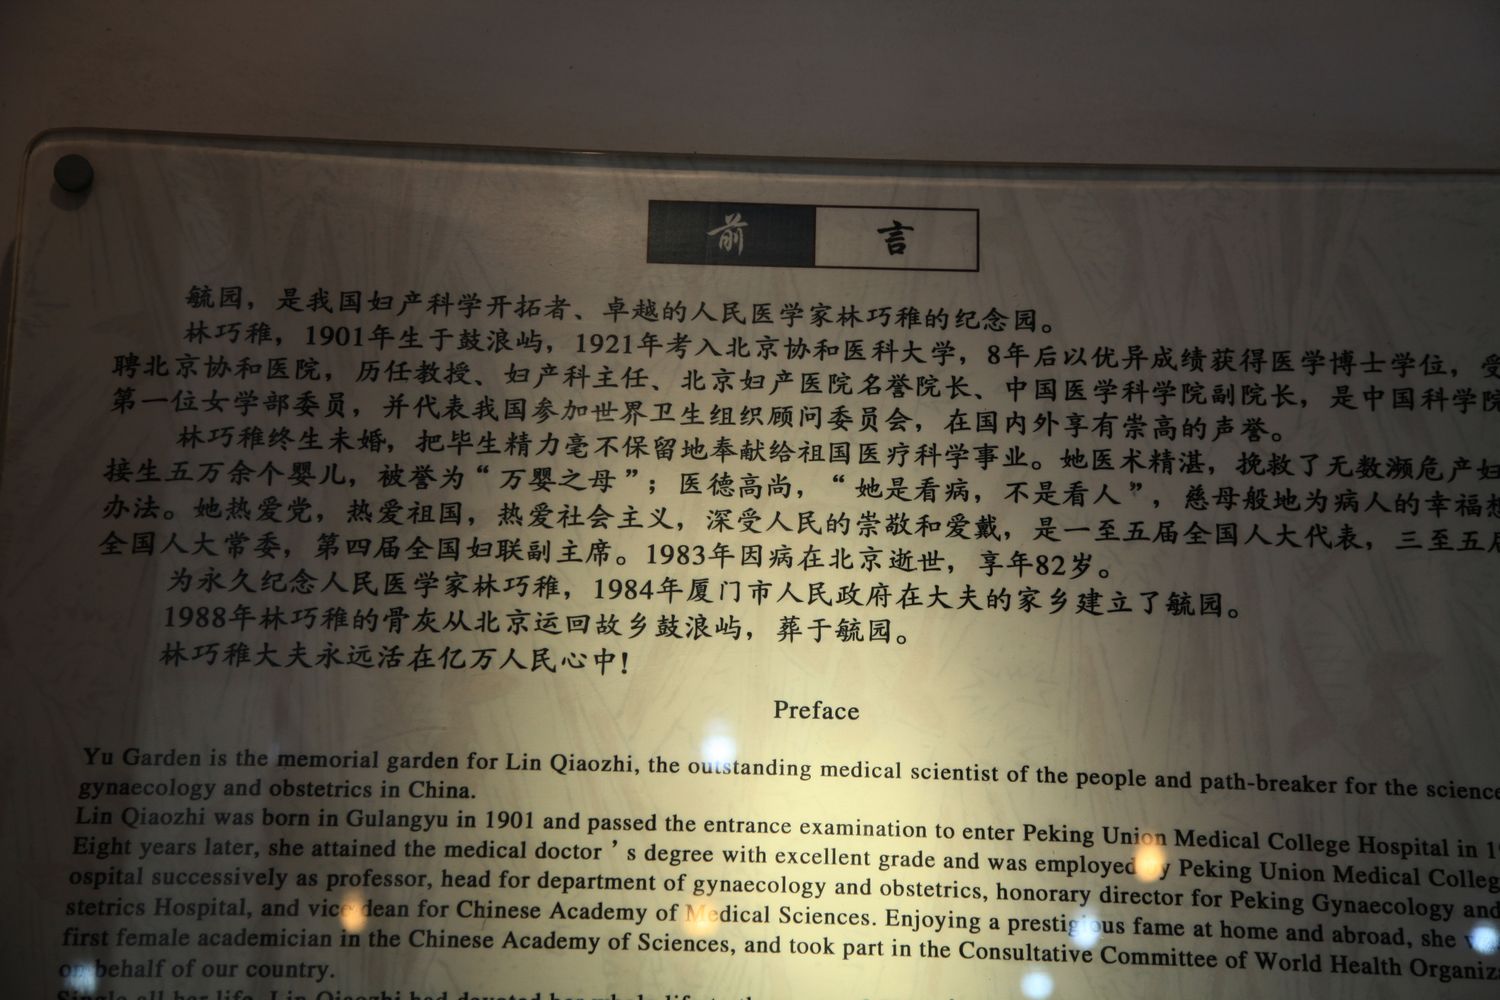 前言
毓园，是我国妇产科学开拓者、卓越的人民医学家林巧稚的纪念园。
林巧稚，1901年生于鼓浪屿，1921年考入北京协和医科大学，8年后以优异成绩获得医学博士学位，受
聘北京协和医院，历任教授、妇产科主任、北京妇产医院名誉院长、中国医学科学院副院长，是中国科学院
第一位女学部委员，并代表我国参加世界卫生组织顾问委员会，在国内外享有崇高的声誉。
林巧稚终生未婚，把毕生精力毫不保留地奉献给祖国医疗科学事业。她医术精湛，挽救了无数濒危产妇
接生五万余个婴儿，被誉为“万婴之母”；医德高尚，“她是看病，不是看人”，慈母般地为病人的幸福想
办法。她热爱党，热爱祖国，热爱社会主义，深受人民的崇敬和爱戴，是一至五届全国人大代表，三至五届
全国人大常委，第四届全国妇联副主席。1983年因病在北京逝世，享年82岁。
为永久纪念人民医学家林巧稚，1984年厦门市人民政府在大夫的家乡建立了毓园。
1988年林巧稚的骨灰从北京运回故乡鼓浪屿，葬于毓园。
林巧稚大夫永远活在亿万人民心中！
Preface
Yu Garden is the memorial garden for Lin Qiaozhi, the outstanding medical scientist of the people and path-breaker for the science
gynaecology and obstetrics in China.
Lin Qiaozhi was born in Gulangyu in 1901 and passed the entrance examination to enter Peking Union Medical College Hospital in 1
Eight years later, she attained the medical doctor ’s degree with excellent grade and was employed by Peking Union Medical Colleg
ospital successively as professor, head for department of gynaecology and obstetrics, honorary director for Peking Gynaecology and
stetrics Hospital, and vice dean for Chinese Academy of Medical Sciences. Enjoying a prestigious fame at home and abroad, she
first female academician in the Chinese Academy of Sciences, and took part in the Consultative Committee of World Health Organiz
on behalf of our country.
Single all her life, Lin Qiaozhi had devoted her whole life to the